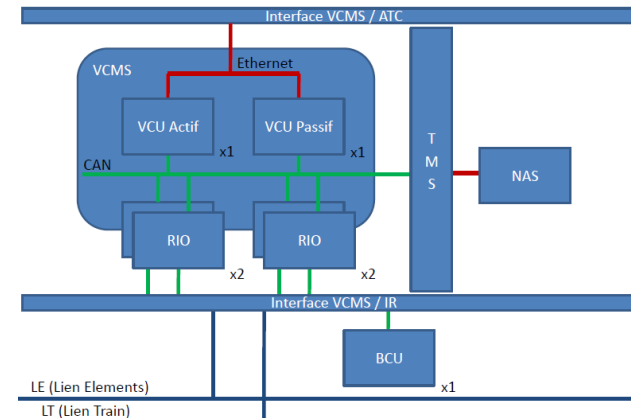 Interface VCMS / ATC
Ethernet
VCMS
VCU Actif
x1
VCU Passif
x1
CAN
T
M
S
NAS
RIO
x2
RIO
x2
Interface VCMS / IR
BCU
x1
LE (Lien Elements)
LT (Lien Train)